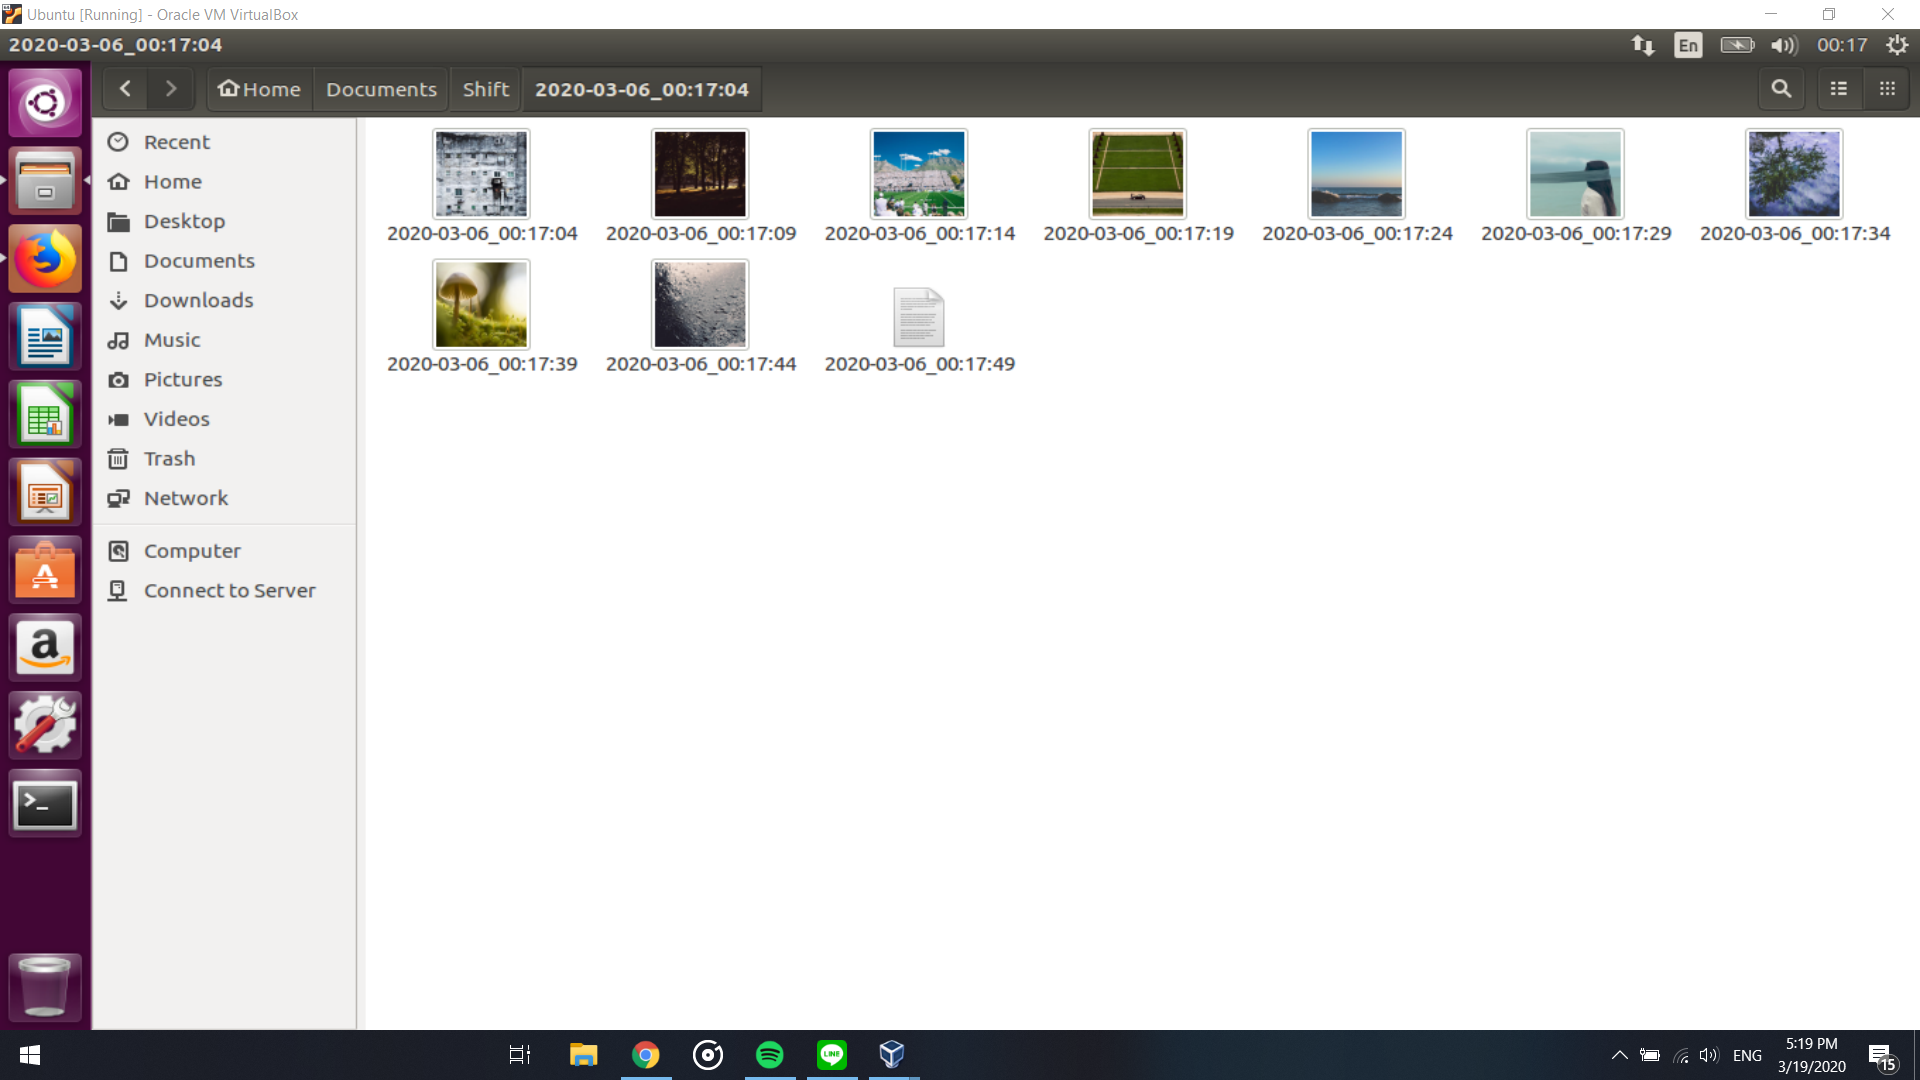 Ubuntu [Running] - Oracle VM VirtualBox
2020-03-06_00:17:04
En
00:17
Home
Documents
Shift
2020-03-06_00:17:04
Recent
Home
Desktop
Documents
Downloads
Music
Pictures
Videos
Trash
Network
Computer
Connect to Server
2020-03-06_00:17:04 2020-03-06_00:17:09 2020-03-06_00:17:14 2020-03-06_00:17:19 2020-03-06_00:17:24 2020-03-06_00:17:29 2020-03-06_00:17:34
2020-03-06_00:17:39 2020-03-06_00:17:44 2020-03-06_00:17:49
A
a
>_
LINE
ENG
5:19 PM
3/19/2020
15